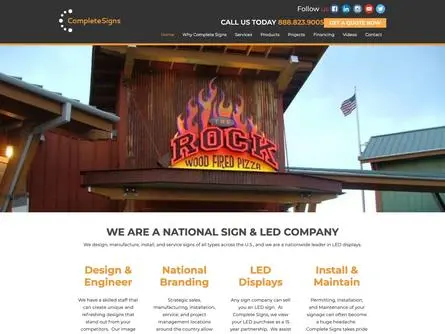 Follow us
CompleteSigns
CALL US TODAY 888.823.9005
GET A QUOTE NOW
Home Why Complete Signs Services Products Projects Financing Videos Contact
THE
ROCK
WOOD FIRED PIZZA
WE ARE A NATIONAL SIGN & LED COMPANY
We design, manufacture, install, and service signs of all types across the U.S., and we are a nationwide leader in LED displays.
Design &
Engineer
We have a skilled staff that
can create unique and
refreshing designs that
stand out from your
competitors. Our image
National
Branding
Strategic sales,
manufacturing, installation,
service, and project
management locations
around the country allow
LED
Displays
Any sign company can sell
you an LED sign. At
Complete Signs, we view
your LED purchase as a 15
year partnership. We assist
Install &
Maintain
Permitting, Installation,
and Maintenance of your
signage can often become
a huge headache.
Complete Signs takes pride